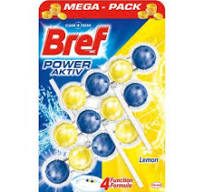 MEGA - PACK
Bref
POWER
AKTIV
Lemon
4 Function
Formula